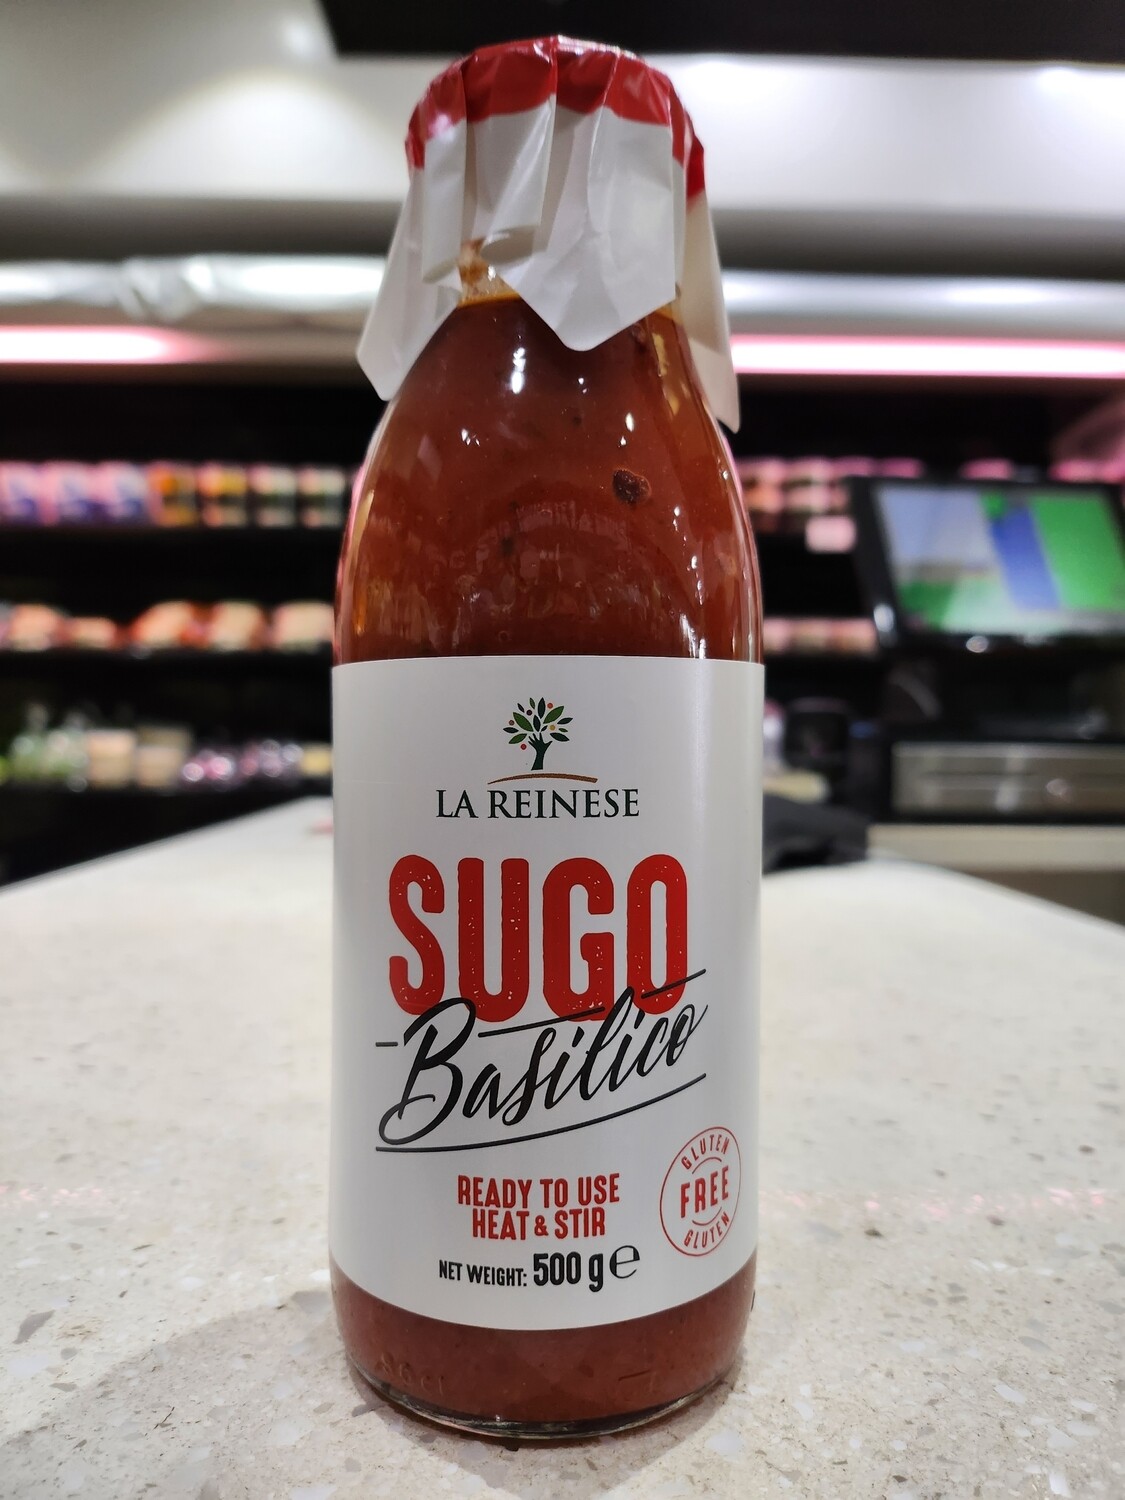 LA REINESE
SUGO
Basilico
READY TO USE
HEAT & STIR
NET WEIGHT: 500 g e
GLUTEN
FREE
GLUTEN